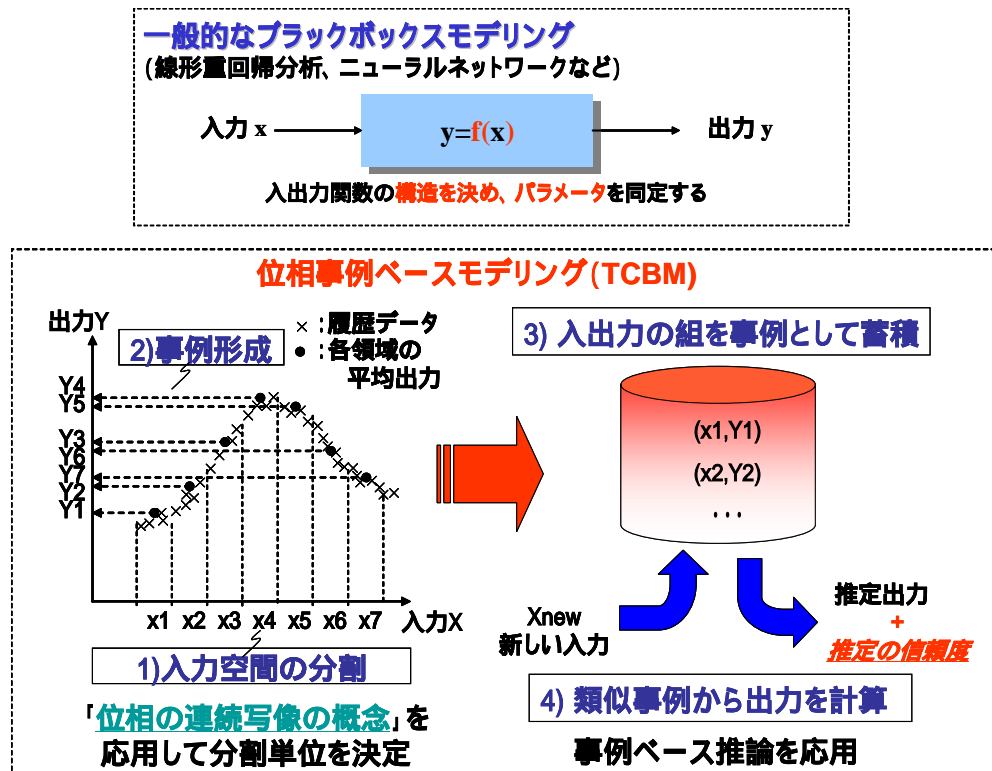 一般的なブラックボックスモデリング
(線形重回帰分析、ニューラルネットワークなど)
入力 x
y=f(x)
出力 y
入出力関数の構造を決め、パラメータを同定する
位相事例ベースモデリング(TCBM)
出力Y
2)事例形成
×:履歴データ
●:各領域の
平均出力
Y4
Y5
Y3
Y6
Y7
Y2
Y1
x1 x2 x3 x4 x5 x6 x7 入力X
1)入力空間の分割
「位相の連続写像の概念」を
応用して分割単位を決定
3) 入出力の組を事例として蓄積
(x1,Y1)
(x2,Y2)
・・・
Xnew
新しい入力
推定出力
+
推定の信頼度
4) 類似事例から出力を計算
事例ベース推論を応用